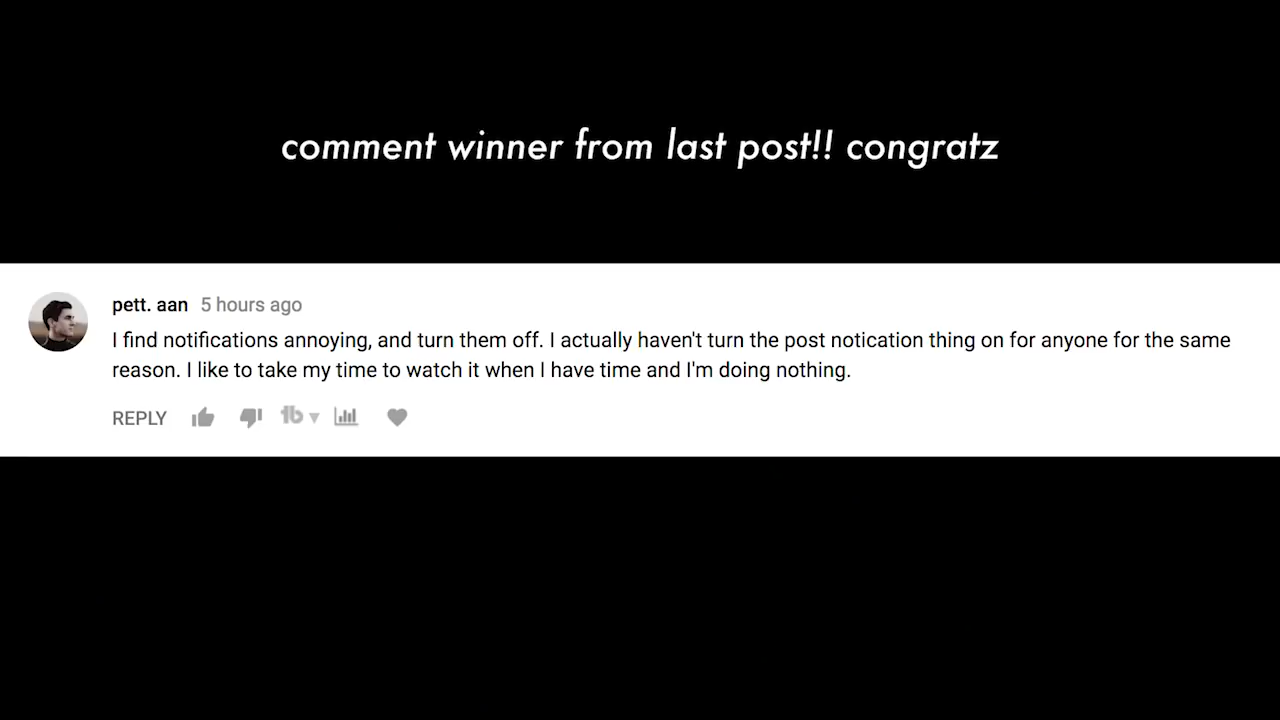 comment winner from last post!! congratz
pett. aan 5 hours ago
I find notifications annoying, and turn them off. I actually haven't turn the post notication thing on for anyone for the same
reason. I like to take my time to watch it when I have time and I'm doing nothing.
REPLY tb